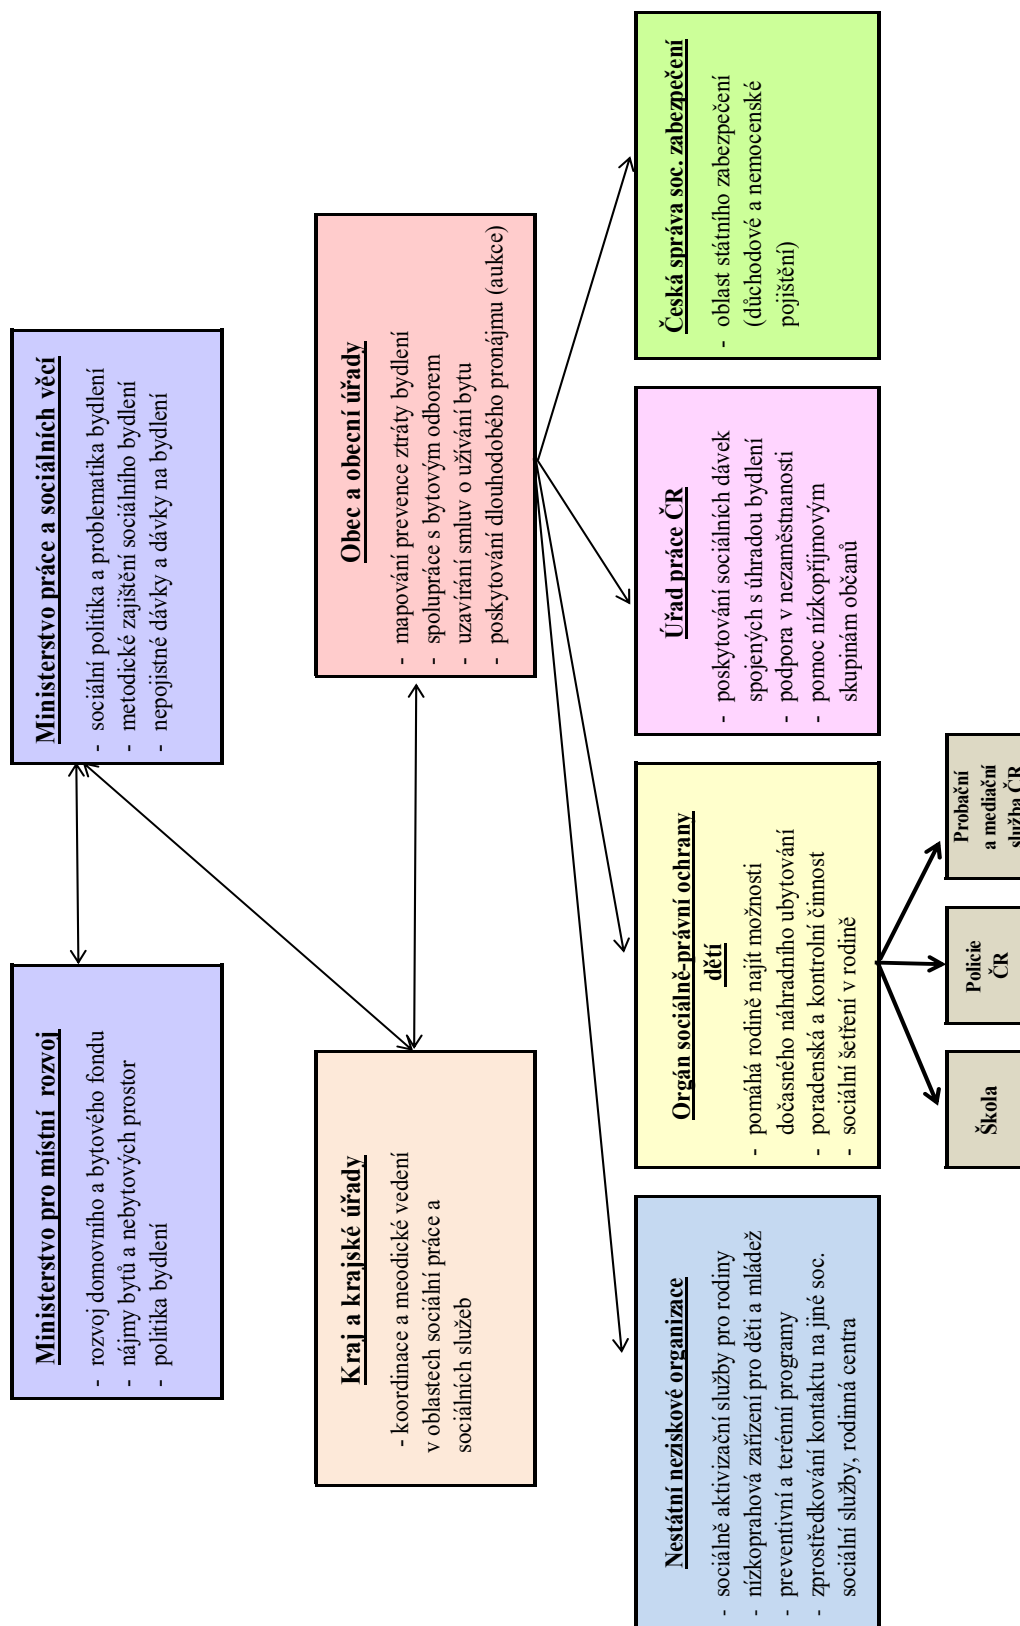 Ministerstvo pro místní rozvoj
- rozvoj domovního a bytového fondu
- nájmy bytů a nebytových prostor
- politika bydlení
Ministerstvo práce a sociálních věcí
- sociální politika a problematika bydlení
- metodické zajištění sociálního bydlení
- nepojistné dávky a dávky na bydlení
Kraj a krajské úřady
- koordinace a meodické vedení
v oblastech sociální práce a
sociálních služeb
Obec a obecní úřady
- mapování prevence ztráty bydlení
- spolupráce s bytovým odborem
- uzavírání smluv o užívání bytu
- poskytování dlouhodobého pronájmu (aukce)
Nestátní neziskové organizace
- sociálně aktivizační služby pro rodiny
- nízkoprahová zařízení pro děti a mládež
- preventivní a terénní programy
- zprostředkování kontaktu na jiné soc.
sociální služby, rodinná centra
Orgán sociálně-právní ochrany
dětí
- pomáhá rodině najít možnosti
dočasného náhradního ubytování
- poradenská a kontrolní činnost
- sociální šetření v rodině
Úřad práce ČR
- poskytování sociálních dávek
spojených s úhradou bydlení
- podpora v nezaměstnanosti
- pomoc nízkopříjmovým
skupinám občanů
Česká správa soc. zabezpečení
- oblast státního zabezpečení
(důchodové a nemocenské
pojištění)
Škola
Policie
ČR
Probační
a mediační
služba ČR